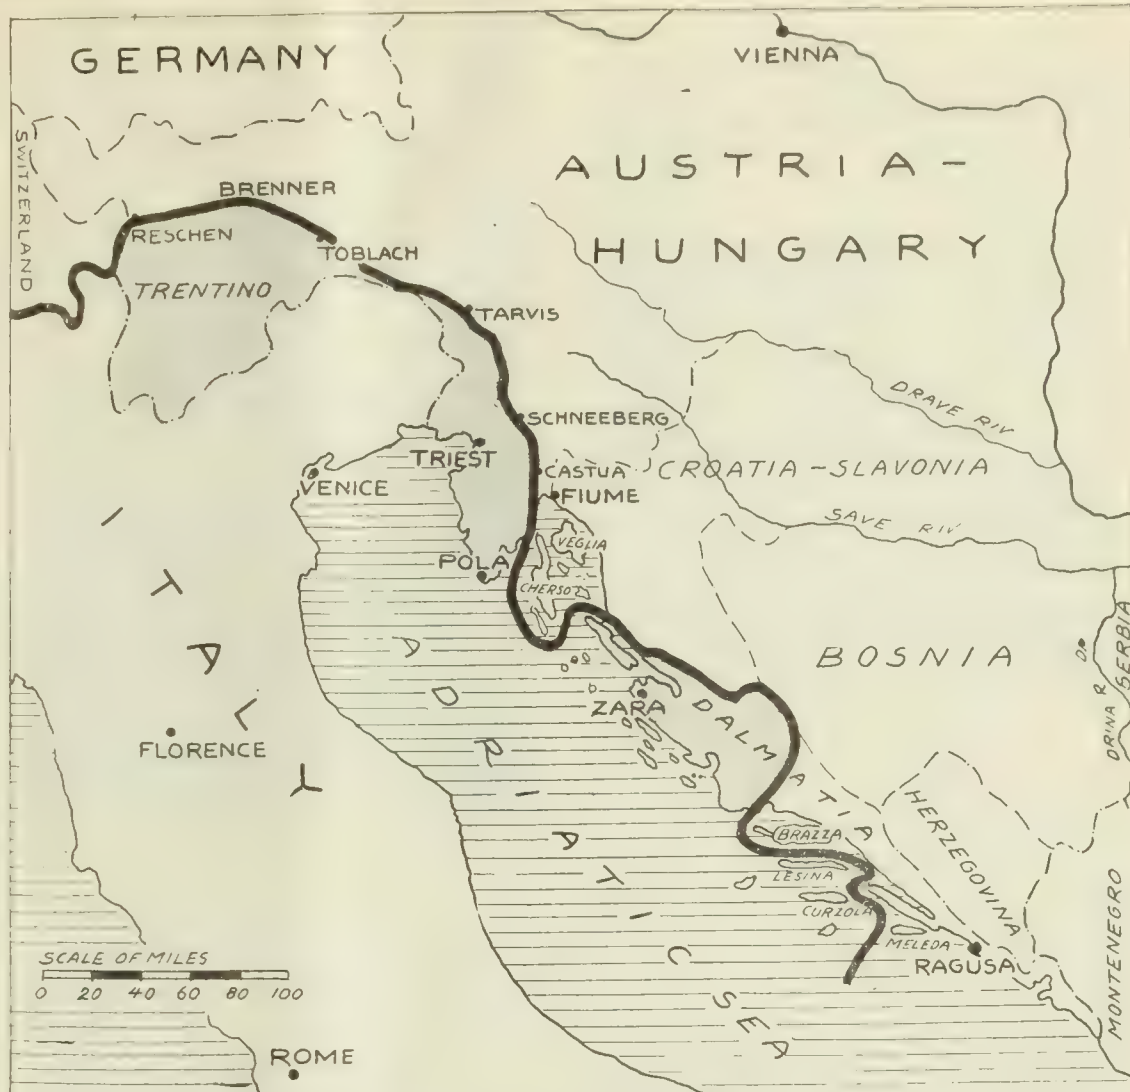 GERMANY
VIENNA
SWITZERLAND
AUSTRIA-
HUNGARY
BRENNER
RESCHEN
TOBLACH
TRENTINO
TARVIS
SCHNEEBERG
DRAVE RIV
TRIEST
CASTUA
CROATIA-SLAVONIA
VENICE
FIUME
SAVE RIV
VEGLIA
POLA
CHERSO
ITALY
BOSNIA
SERBIA
DRINA R
ZARA
DALMATIA
FLORENCE
ADRIATIC SEA
HERZEGOVINA
BRAZZA
LESINA
CURZOLA
MELEDA
RAGUSA
MONTENEGRO
SCALE OF MILES
0 20 40 60 80 100
ROME